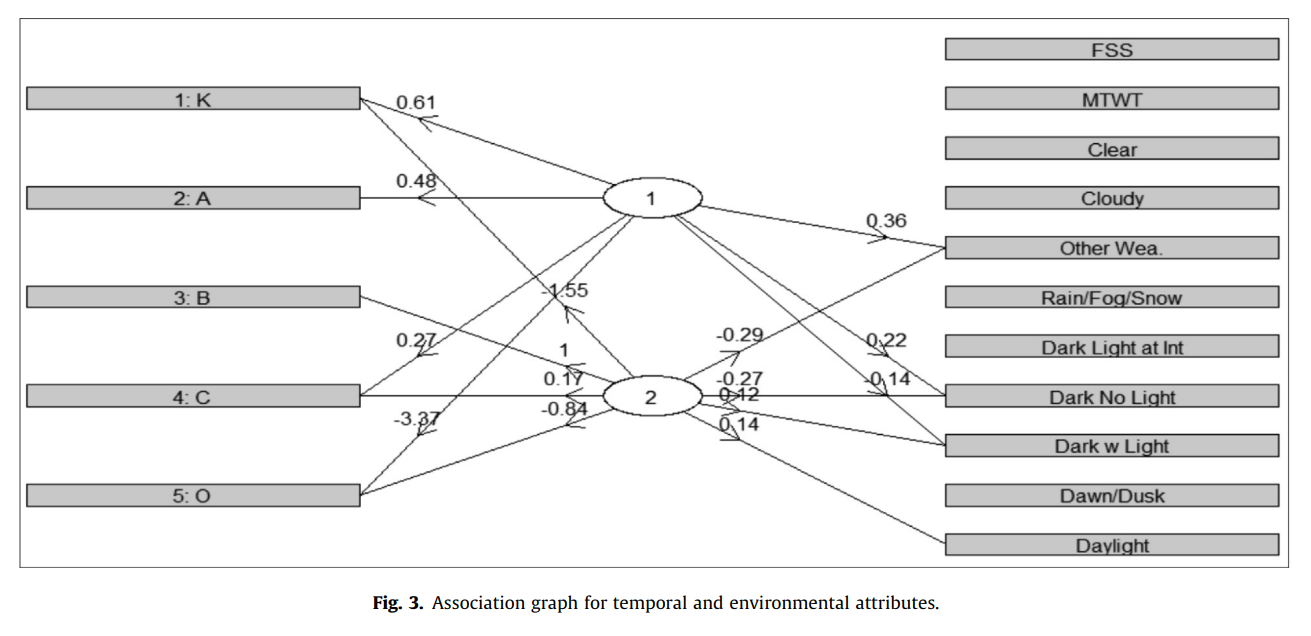 FSS
1: K
0.61
MTWT
Clear
2: A
0.48
1
Cloudy
0.36
Other Wea.
3: B
-1.55
Rain/Fog/Snow
0.27
1
-0.29
0.22
Dark Light at Int
4: C
0.17
2
-0.27
0.12
-0.14
Dark No Light
-3.37
-0.84
0.14
Dark w Light
5: O
Dawn/Dusk
Daylight
Fig. 3. Association graph for temporal and environmental attributes.